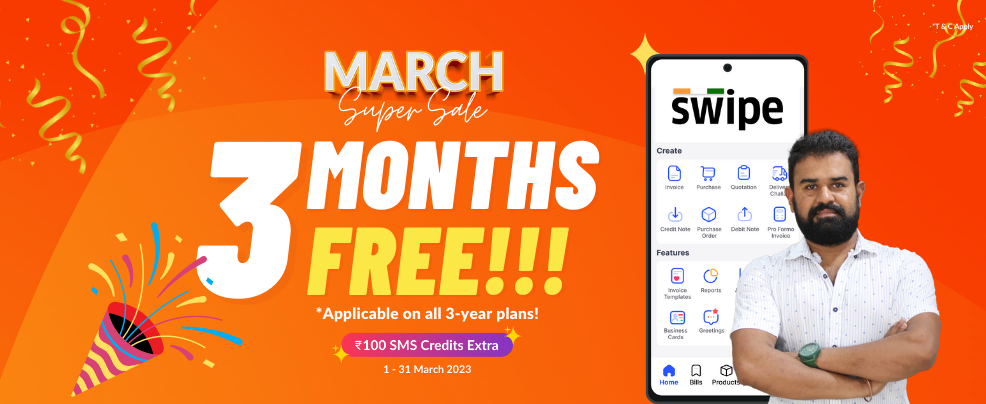 *T & C Apply
MARCH
Super Sale
3 MONTHS
FREE!!!
*Applicable on all 3-year plans!
₹100 SMS Credits Extra
1 - 31 March 2023
swipe
Create
Invoice
Purchase
Quotation
Credit Note
Purchase
Order
Debit Note
Pro Forma
Invoice
Features
Invoice
Templates
Reports
Business
Cards
Greetings
Home
Bills
Products